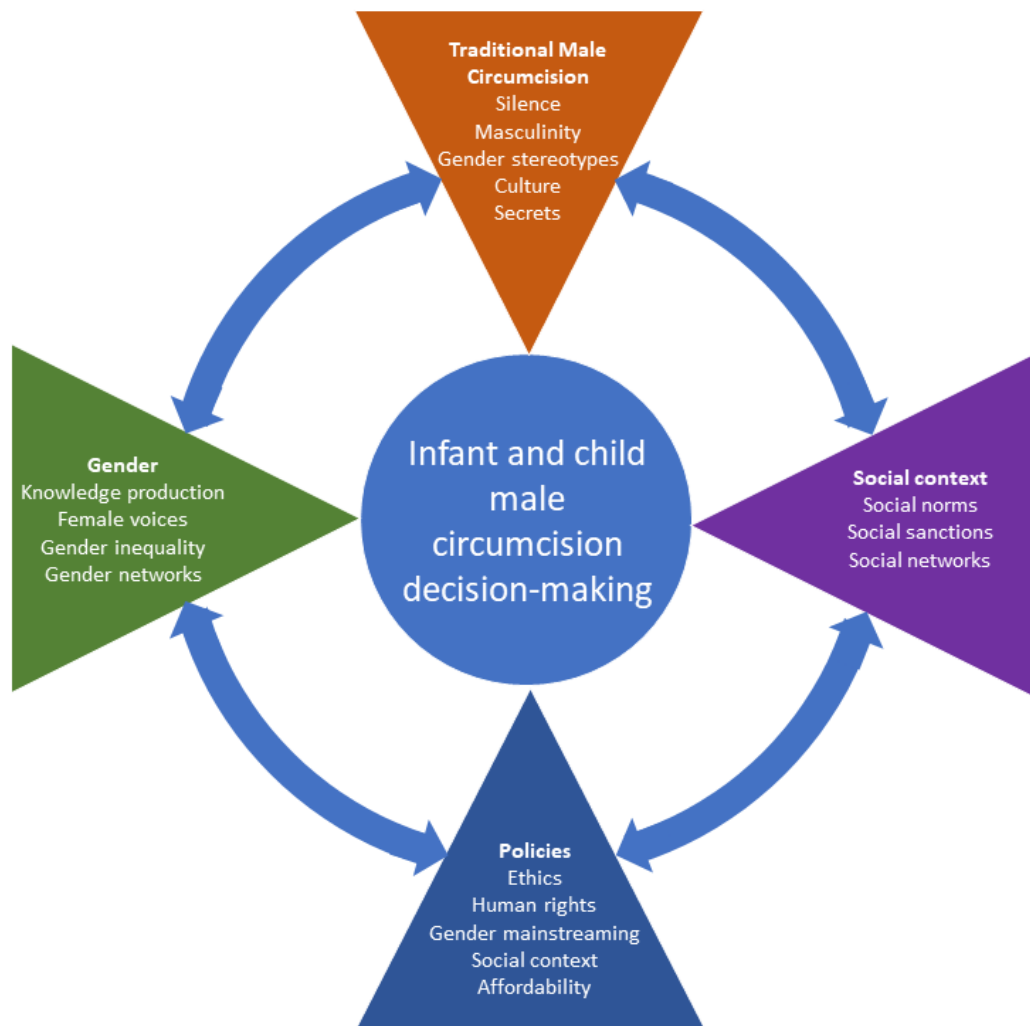 Traditional Male
Circumcision
Silence
Masculinity
Gender stereotypes
Culture
Secrets
Gender
Knowledge production
Female voices
Gender inequality
Gender networks
Infant and child
male
circumcision
decision-making
Social context
Social norms
Social sanctions
Social networks
Policies
Ethics
Human rights
Gender mainstreaming
Social context
Affordability